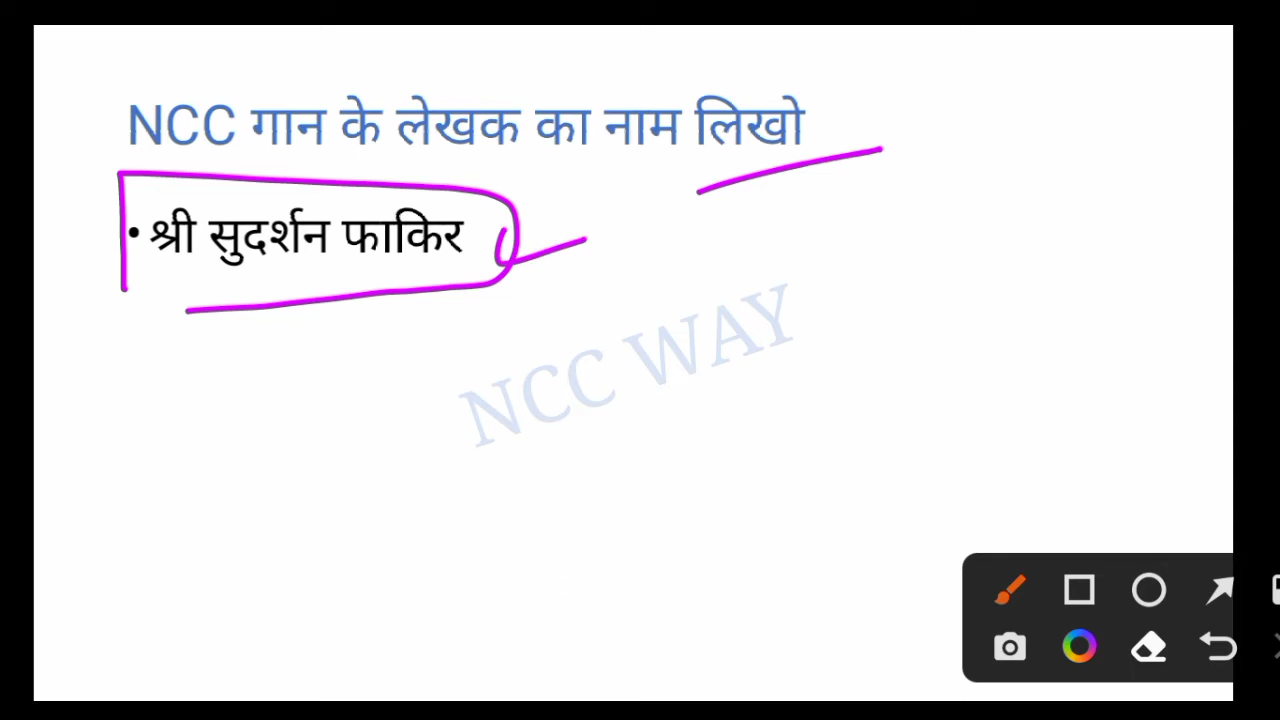 NCC गान के लेखक का नाम लिखो
• श्री सुदर्शन फाकिर
NCC WAY